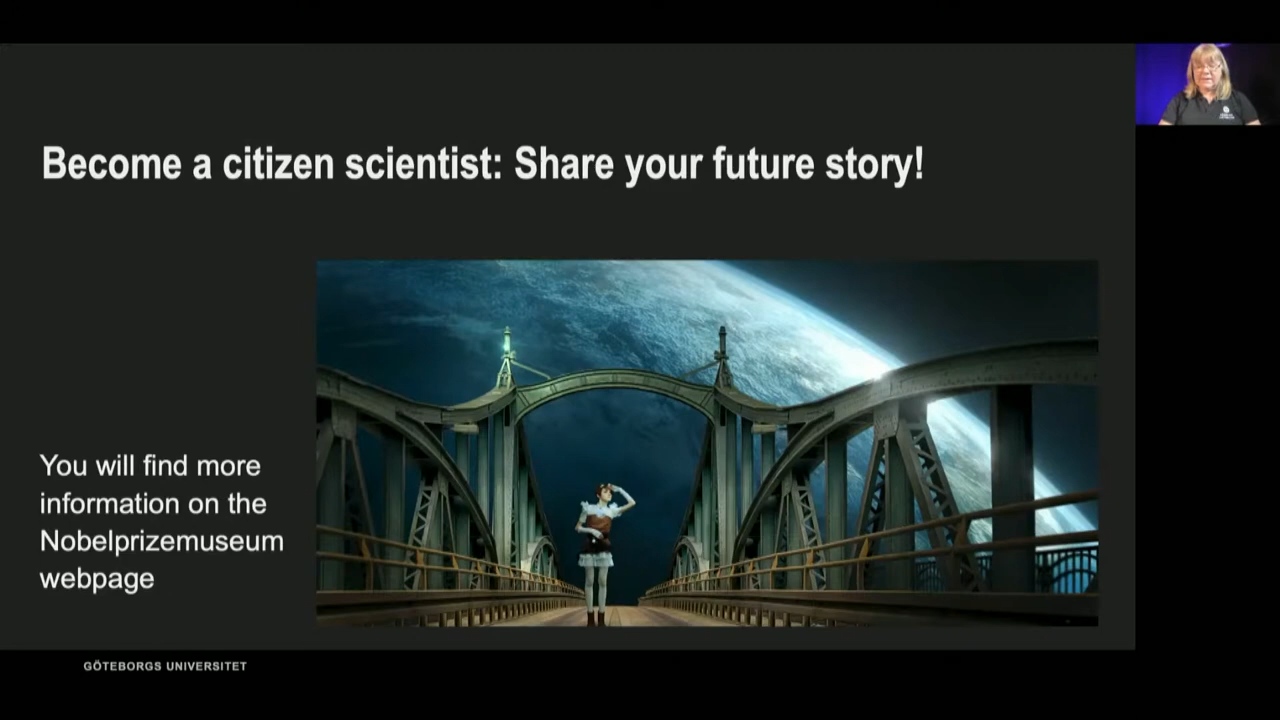 Become a citizen scientist: Share your future story!
You will find more
information on the
Nobelprizemuseum
webpage
GÖTEBORGS UNIVERSITET